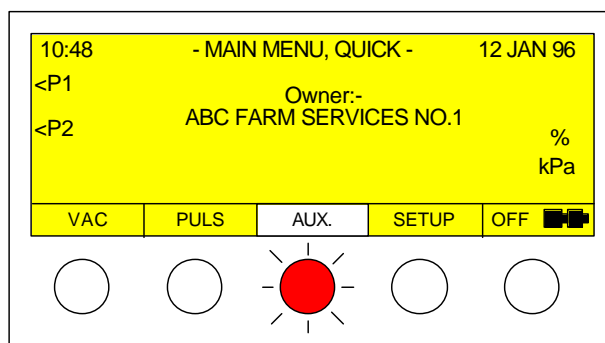 10:48 - MAIN MENU, QUICK - 12 JAN 96
<P1
Owner:-
ABC FARM SERVICES NO.1
<P2
%
kPa
VAC PULS AUX. SETUP OFF